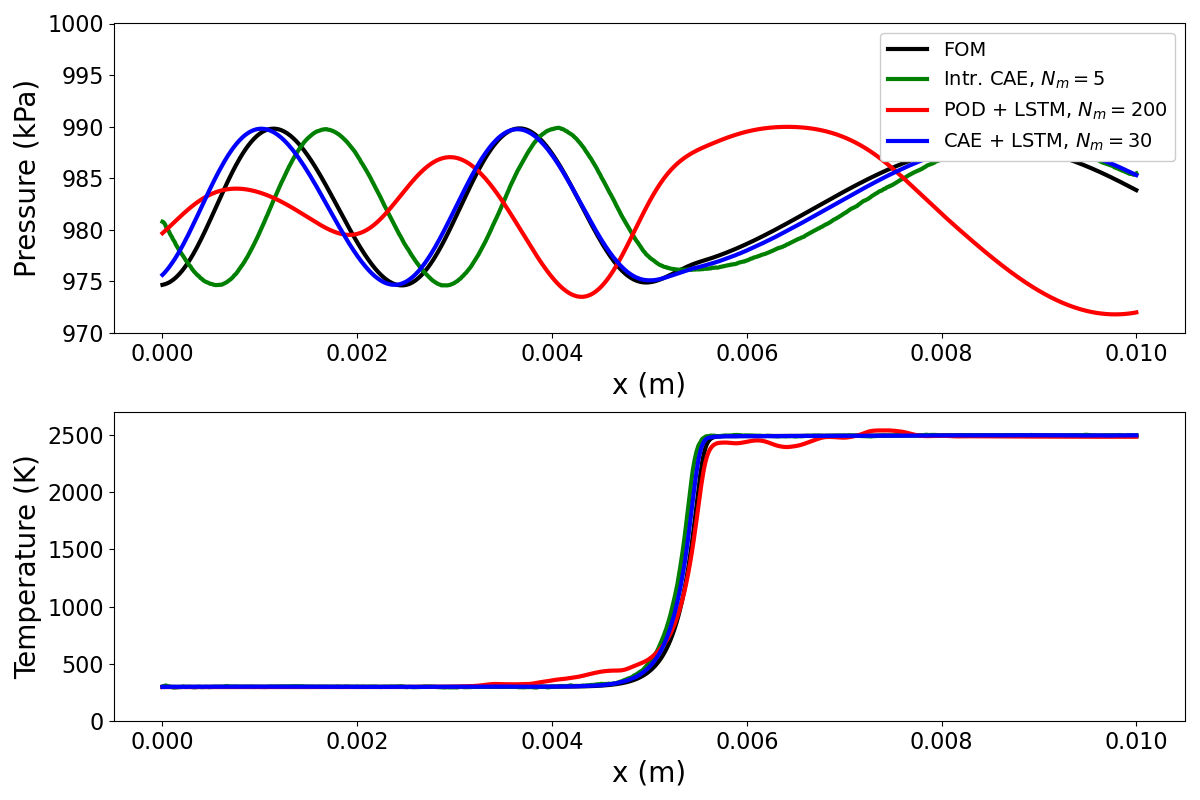 1000
995
990
985
980
975
970
Pressure (kPa)
FOM
Intr. CAE, $N_m = 5$
POD + LSTM, $N_m = 200$
CAE + LSTM, $N_m = 30$
0.000 0.002 0.004 0.006 0.008 0.010
x (m)
2500
2000
1500
1000
500
0
Temperature (K)
0.000 0.002 0.004 0.006 0.008 0.010
x (m)